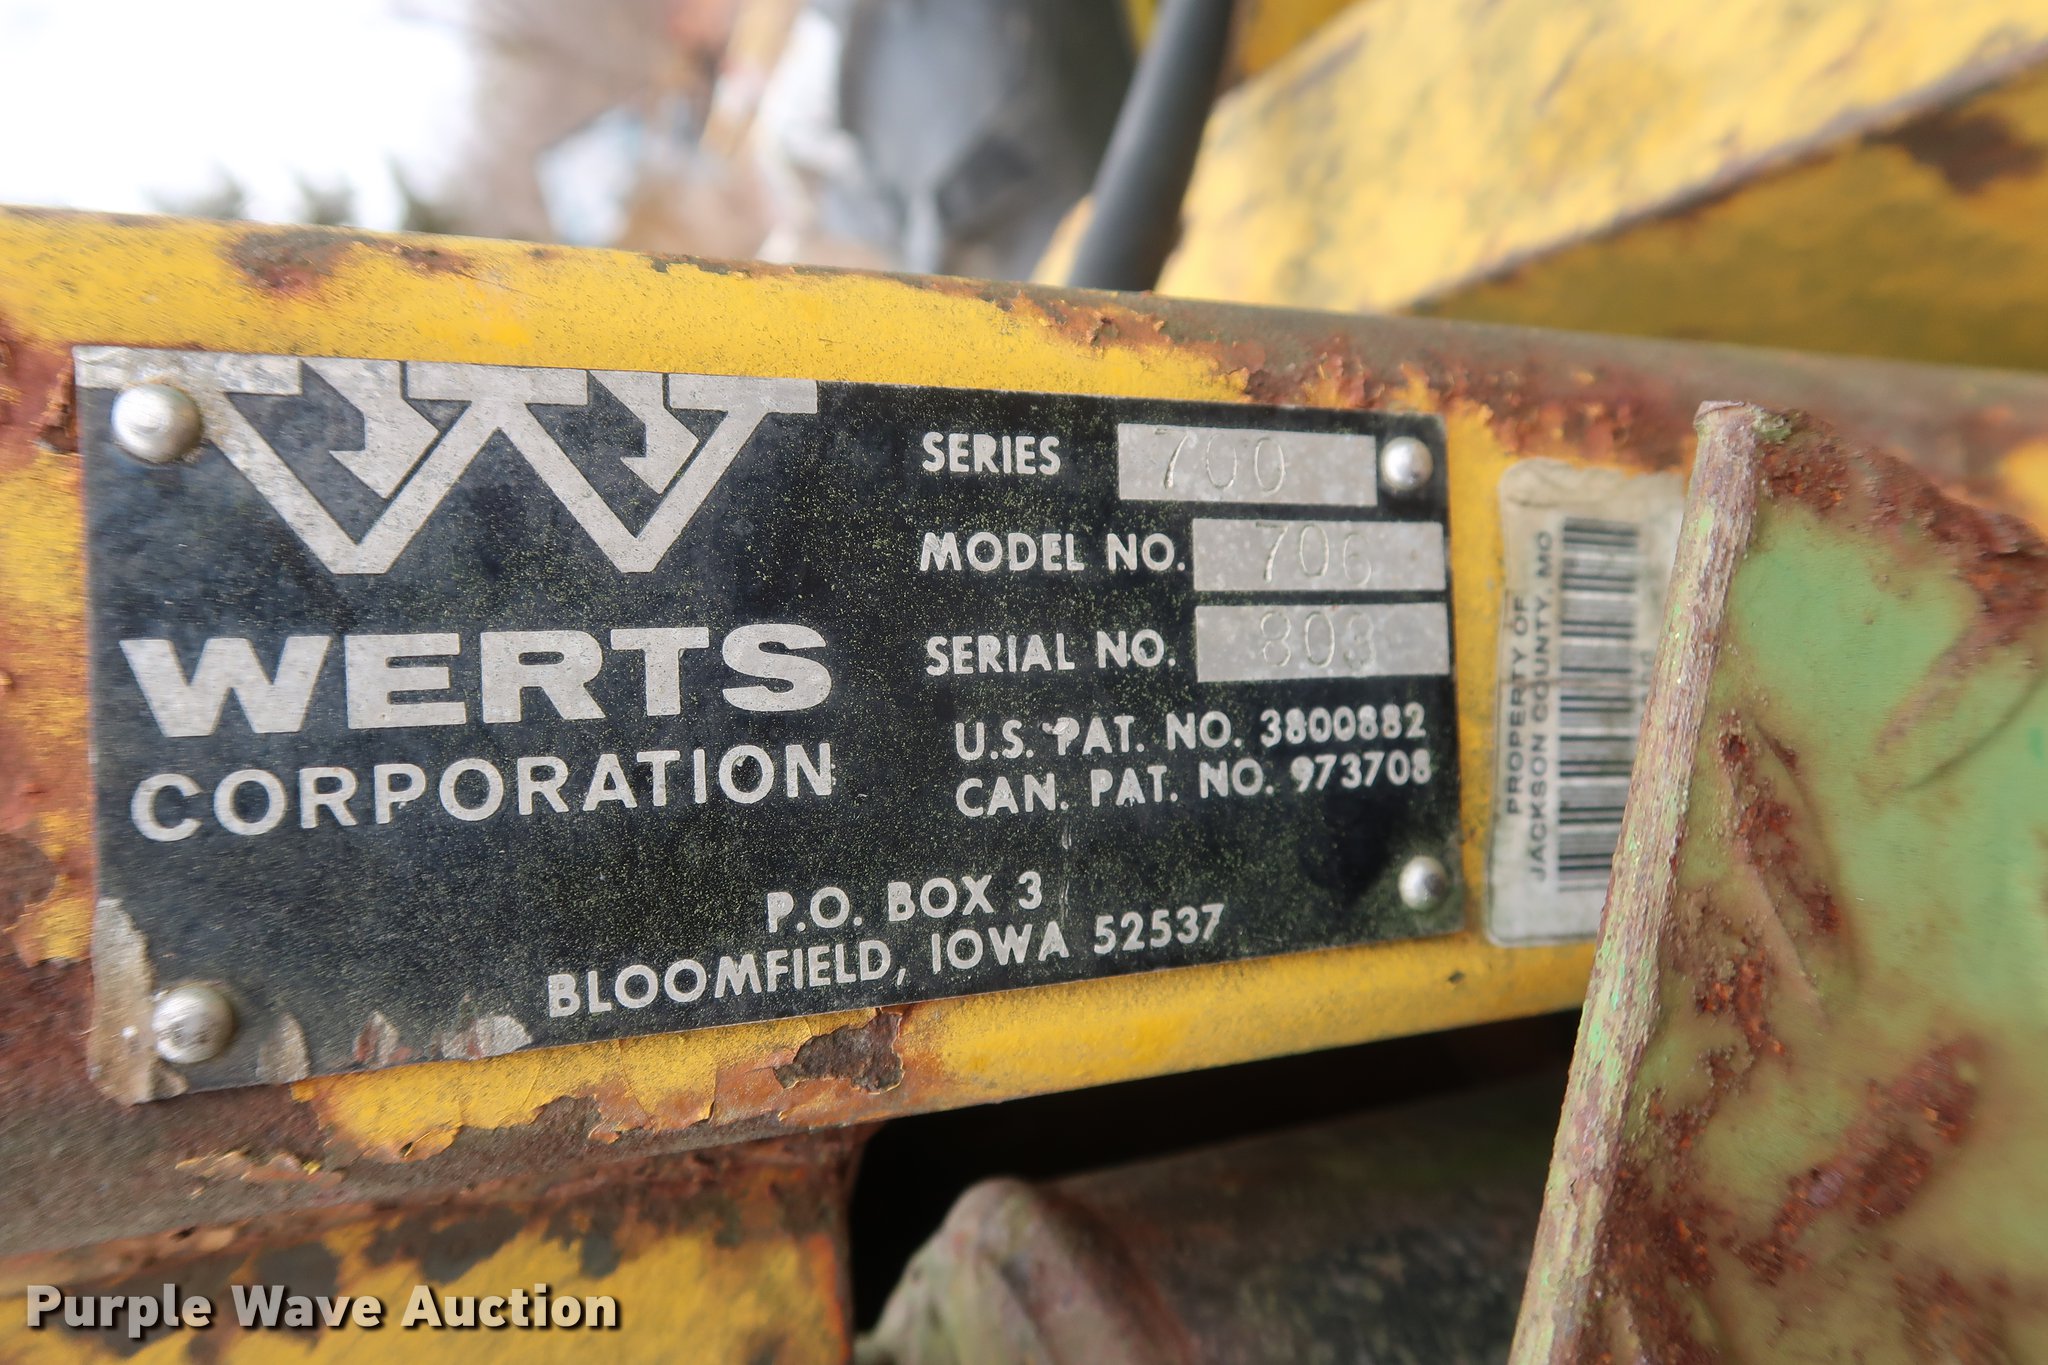 SERIES 700
MODEL NO. 706
SERIAL NO. 803
WERTS
CORPORATION
U.S. PAT. NO. 3800882
CAN. PAT. NO. 973708
P.O. BOX 3
BLOOMFIELD, IOWA 52537
PROPERTY OF
JACKSON COUNTY, MO
Purple Wave Auction